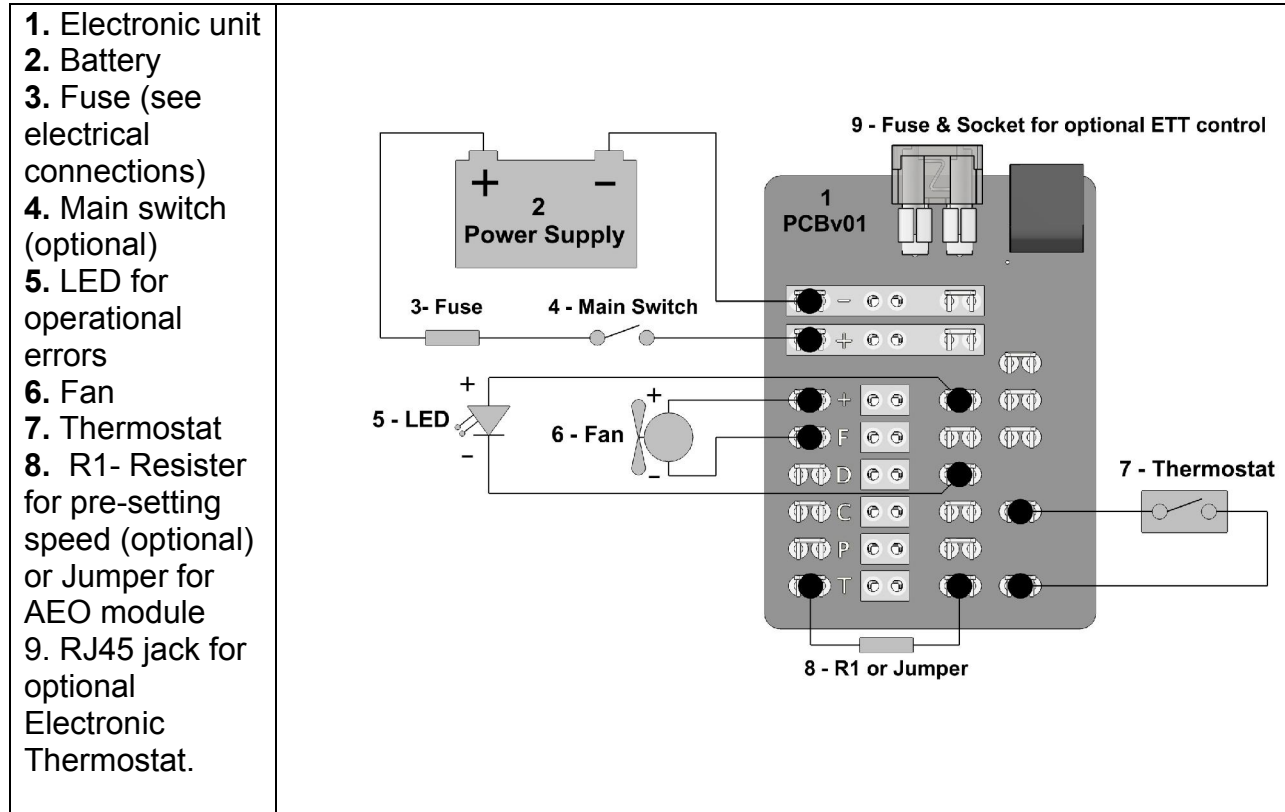 1. Electronic unit
2. Battery
3. Fuse (see
electrical
connections)
4. Main switch
(optional)
5. LED for
operational
errors
6. Fan
7. Thermostat
8. R1- Resister
for pre-setting
speed (optional)
or Jumper for
AEO module
9. RJ45 jack for
optional
Electronic
Thermostat.
9 - Fuse & Socket for optional ETT control
+ −
2
Power Supply
1
PCBv01
3- Fuse
4 - Main Switch
−
+
+
5 - LED
−
+
6 - Fan
−
+
F
D
C
P
T
7 - Thermostat
8 - R1 or Jumper